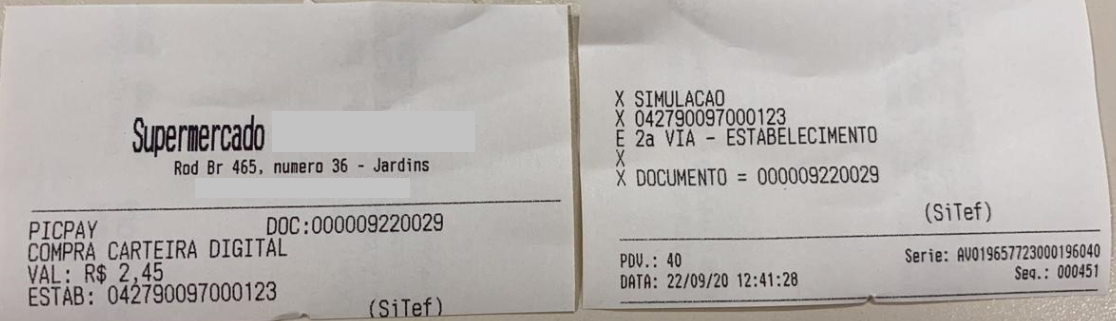 Supermercado
Rod Br 465, numero 36 - Jardins
PICPAY DOC:000009220029
COMPRA CARTEIRA DIGITAL
VAL: R$ 2,45
ESTAB: 042790097000123
(SiTef)
X SIMULACAO
X 042790097000123
E 2a VIA - ESTABELECIMENTO
X
X DOCUMENTO = 000009220029
(SiTef)
PDV.: 40 Serie: AV019657723000196040
DATA: 22/09/20 12:41:28 Seq.: 000451